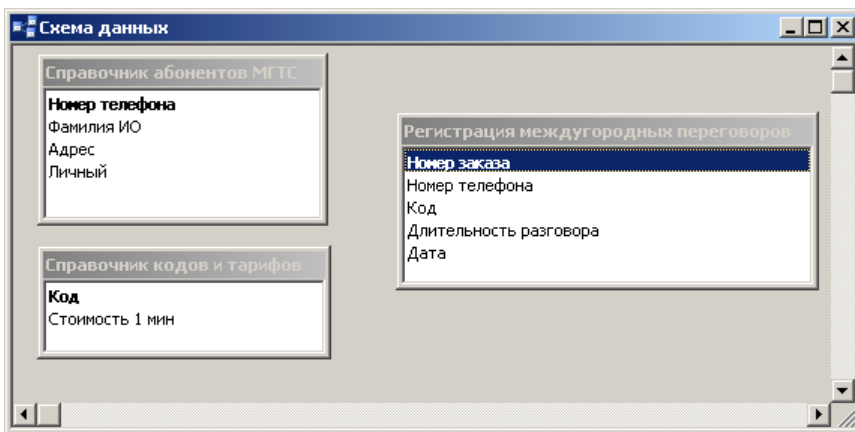 Схема данных
Справочник абонентов МГТС
Номер телефона
Фамилия ИО
Адрес
Личный
Регистрация междугородных переговоров
Номер заказа
Номер телефона
Код
Длительность разговора
Дата
Справочник кодов и тарифов
Код
Стоимость 1 мин